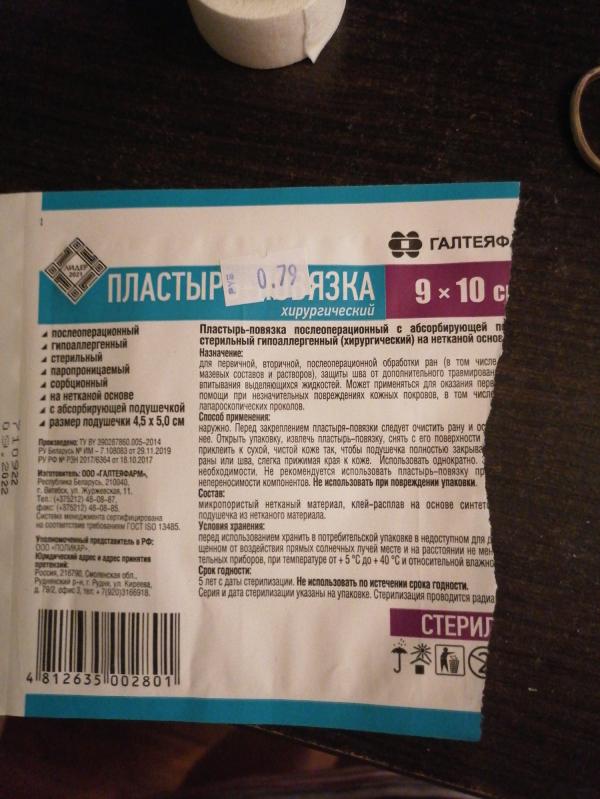 ГАЛТЕЯФ
ЛИДЕР
2021
РУБ 0.79
ПЛАСТЫР ОВЯЗКА
хирургический
9 × 10
послеоперационный
гипоаллергенный
стерильный
паропроницаемый
сорбционный
на нетканой основе
с абсорбирующей подушечкой
размер подушечки 4,5 х 5,0 см
Произведено: ТУ BY 390287860.005–2014
РУ Беларусь № ИМ – 7.108083 от 29.11.2019
РУ РФ № РЗН 2017/6364 от 18.10.2017
Изготовитель: ООО «ГАЛТЕЯФАРМ»,
Республика Беларусь, 210040,
г. Витебск, ул. Журжевская, 11.
Тел.: (+375212) 48-08-87,
факс: (+375212) 48-08-85.
Система менеджмента сертифицирована
на соответствие требованиям ГОСТ ISO 13485.
Уполномоченный представитель в РФ:
ООО «ПОЛИКАР».
Юридический адрес и адрес принятия
претензий:
Россия, 216790, Смоленская обл.,
Руднянский р-н, г. Рудня, ул. Киреева,
д. 79/2, офис 3, тел: +7(920)3166918.
4 812635 002801
710922
09.2022
Пластырь-повязка послеоперационный с абсорбирующей
стерильный гипоаллергенный (хирургический) на нетканой основ
Назначение:
для первичной, вторичной, послеоперационной обработки ран (в том числе
мазевых составов и растворов), защиты шва от дополнительного травмирован
впитывания выделяющихся жидкостей. Может применяться для оказания перв
помощи при незначительных повреждениях кожных покровов, в том числе
лапароскопических проколов.
Способ применения:
наружно. Перед закреплением пластыря–повязки следует очистить рану и ос
нее. Открыть упаковку, извлечь пластырь–повязку, снять с его поверхности
приклеить к сухой, чистой коже так, чтобы подушечка полностью закрыва
раны или шва, слегка прижимая края к коже. Использовать однократно.
необходимости. Не рекомендуется использовать пластырь–повязку пр
непереносимости компонентов. Не использовать при повреждении упаковки.
Состав:
микропористый нетканый материал, клей–расплав на основе синтет
подушечка из нетканого материала.
Условия хранения:
перед использованием хранить в потребительской упаковке в недоступном для д
щенном от воздействия прямых солнечных лучей месте и на расстоянии не мен
тельных приборов, при температуре от + 5 °С до + 40 °С и относительной влажно
Срок годности:
5 лет с даты стерилизации. Не использовать по истечении срока годности.
Серия и дата стерилизации указаны на упаковке. Стерилизация проводится радиа
СТЕРИЛ